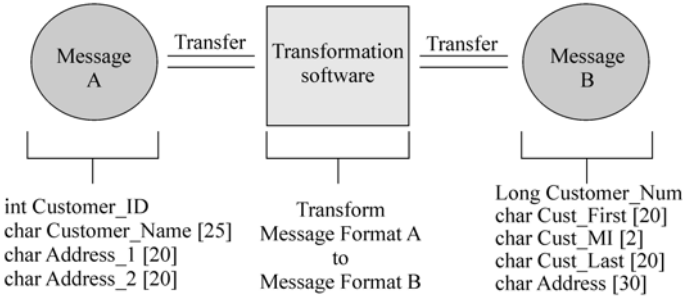 Message
A
Transfer
Transformation
software
Transfer
Message
B
int Customer_ID
char Customer_Name [25]
char Address_1 [20]
char Address_2 [20]
Transform
Message Format A
to
Message Format B
Long Customer_Num
char Cust_First [20]
char Cust_MI [2]
char Cust_Last [20]
char Address [30]